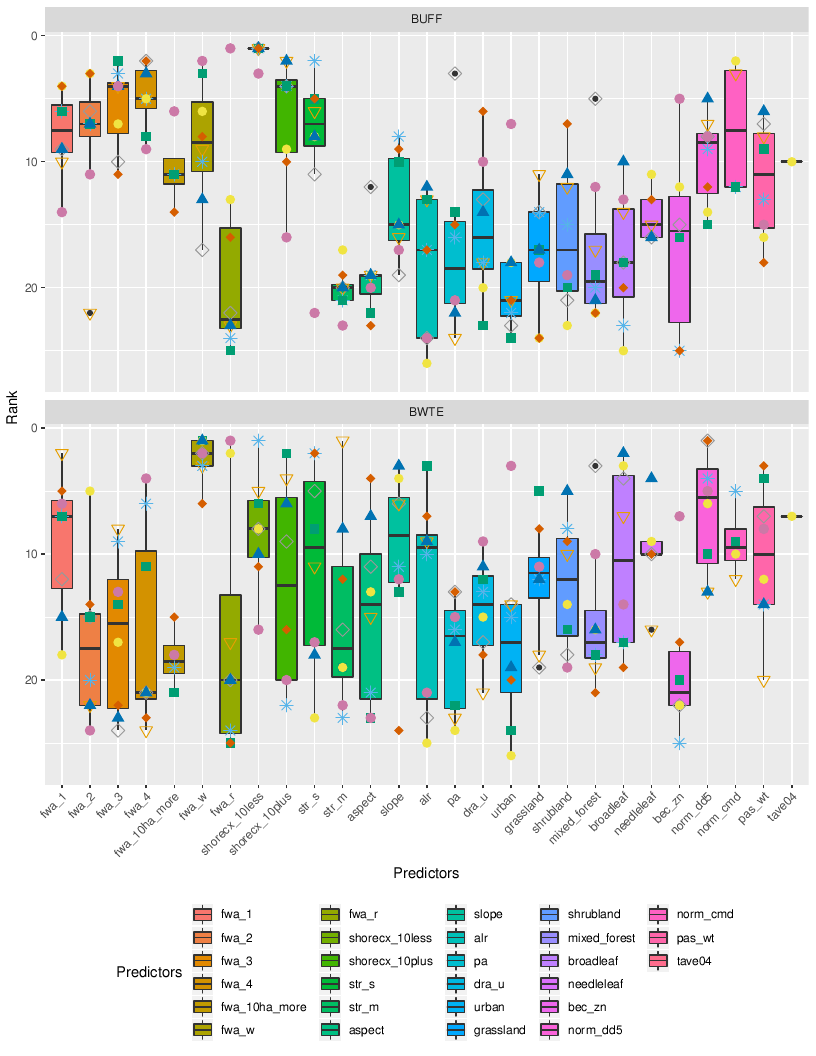 BUFF
0
10
20
Rank
BWTE
0
10
20
fwa_1
fwa_2
fwa_3
fwa_4
fwa_10ha_more
fwa_w
fwa_r
shorecx_10less
shorecx_10plus
str_s
str_m
aspect
slope
alr
pa
dra_u
urban
grassland
shrubland
mixed_forest
broadleaf
needleleaf
bec_zn
norm_dd5
norm_cmd
pas_wt
tave04
Predictors
Predictors
fwa_1 fwa_r slope shrubland norm_cmd
fwa_2 shorecx_10less alr mixed_forest pas_wt
fwa_3 shorecx_10plus pa broadleaf tave04
fwa_4 str_s dra_u needleleaf
fwa_10ha_more str_m urban bec_zn
fwa_w aspect grassland norm_dd5